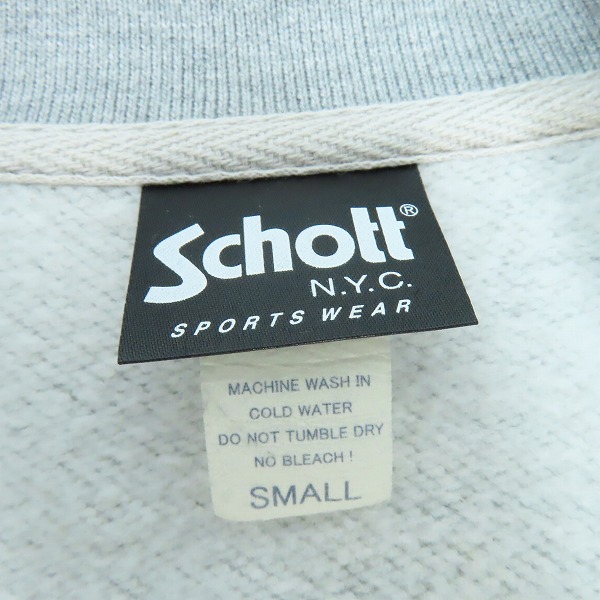 Schott®
N.Y.C.
SPORTS WEAR
MACHINE WASH IN
COLD WATER
DO NOT TUMBLE DRY
NO BLEACH !
SMALL